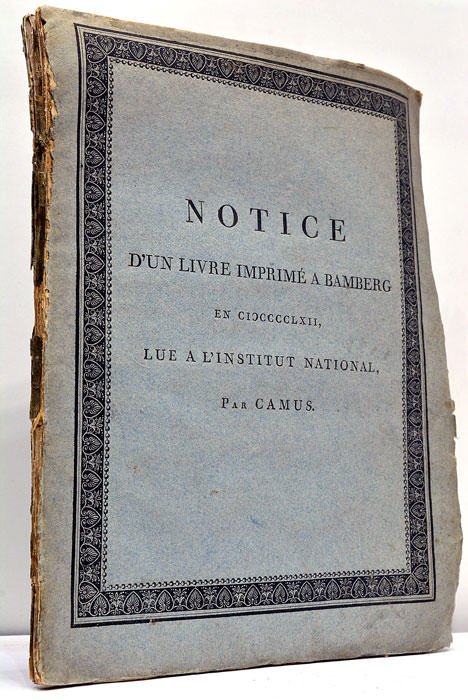 NOTICE
D'UN LIVRE IMPRIMÉ A BAMBERG
EN CIƆCCCCLXII,
LUE A L'INSTITUT NATIONAL,
PAR CAMUS.